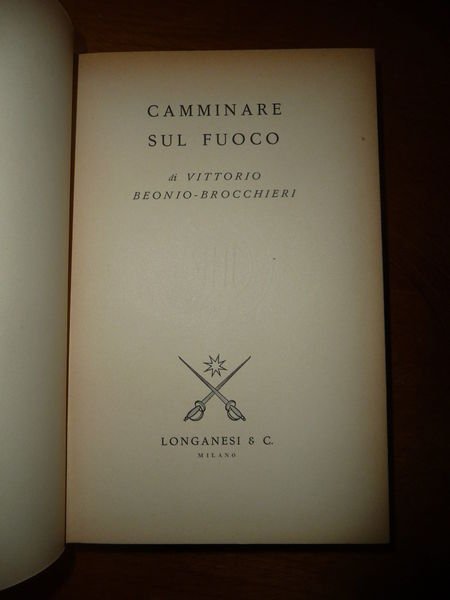 CAMMINARE
SUL FUOCO
di VITTORIO
BEONIO-BROCCHIERI
LONGANESI & C.
MILANO